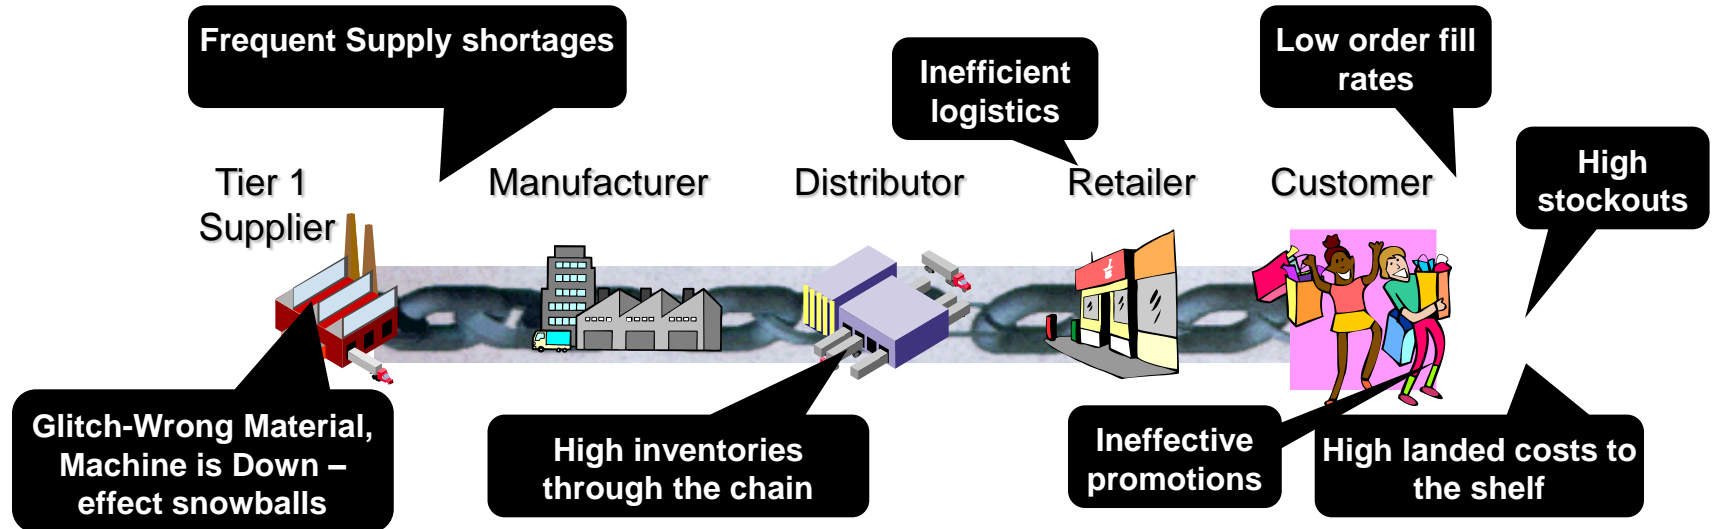 Frequent Supply shortages
Inefficient
logistics
Low order fill
rates
High
stockouts
Tier 1
Supplier
Manufacturer
Distributor
Retailer
Customer
Glitch-Wrong Material,
Machine is Down –
effect snowballs
High inventories
through the chain
Ineffective
promotions
High landed costs to
the shelf